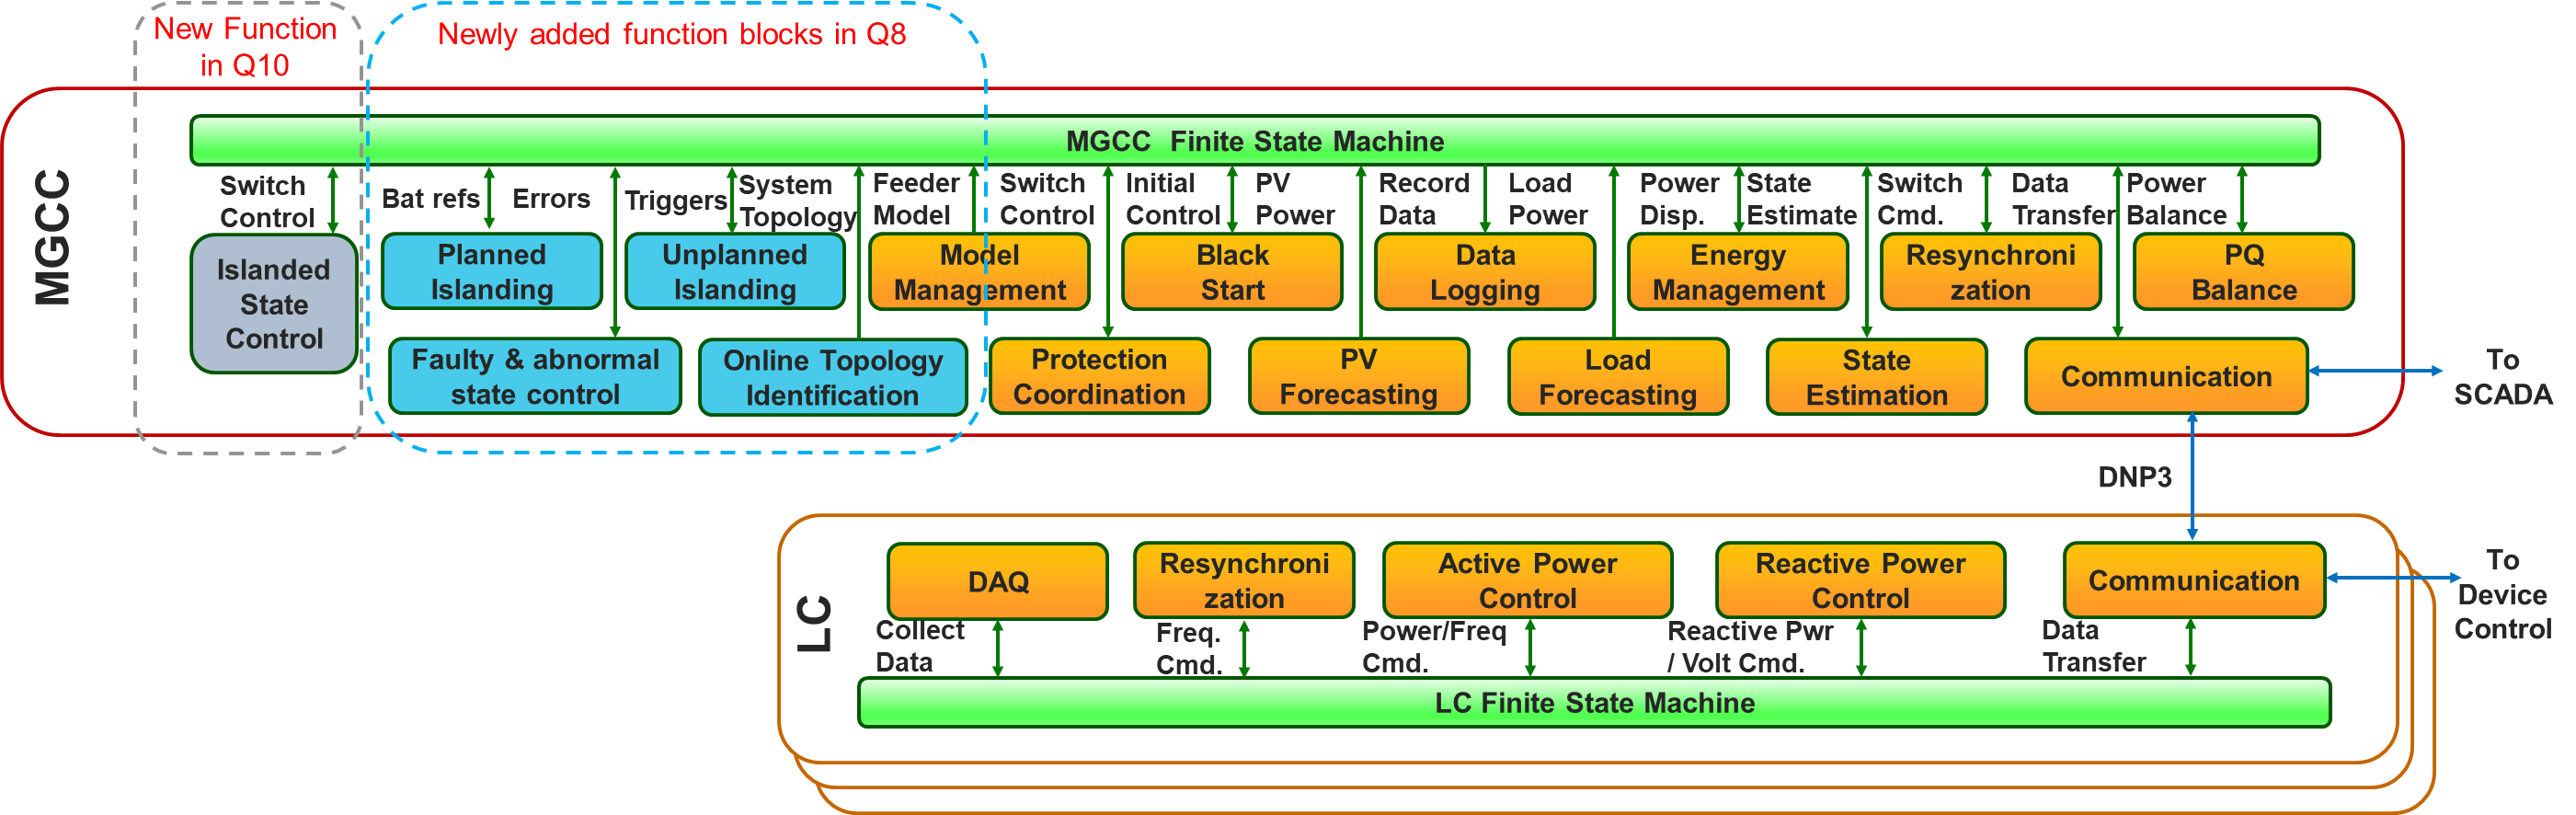 New Function
in Q10
Newly added function blocks in Q8
MGCC
MGCC Finite State Machine
Switch
Control
Bat refs
Errors
Triggers
System
Topology
Feeder
Model
Switch
Control
Initial
Control
PV
Power
Record
Data
Load
Power
Power
Disp.
State
Estimate
Switch
Cmd.
Data
Transfer
Power
Balance
Islanded
State
Control
Planned
Islanding
Unplanned
Islanding
Model
Management
Black
Start
Data
Logging
Energy
Management
Resynchroni
zation
PQ
Balance
Faulty & abnormal
state control
Online Topology
Identification
Protection
Coordination
PV
Forecasting
Load
Forecasting
State
Estimation
Communication
To
SCADA
DNP3
LC
DAQ
Resynchroni
zation
Active Power
Control
Reactive Power
Control
Communication
To
Device
Control
Collect
Data
Freq.
Cmd.
Power/Freq
Cmd.
Reactive Pwr
/ Volt Cmd.
Data
Transfer
LC Finite State Machine